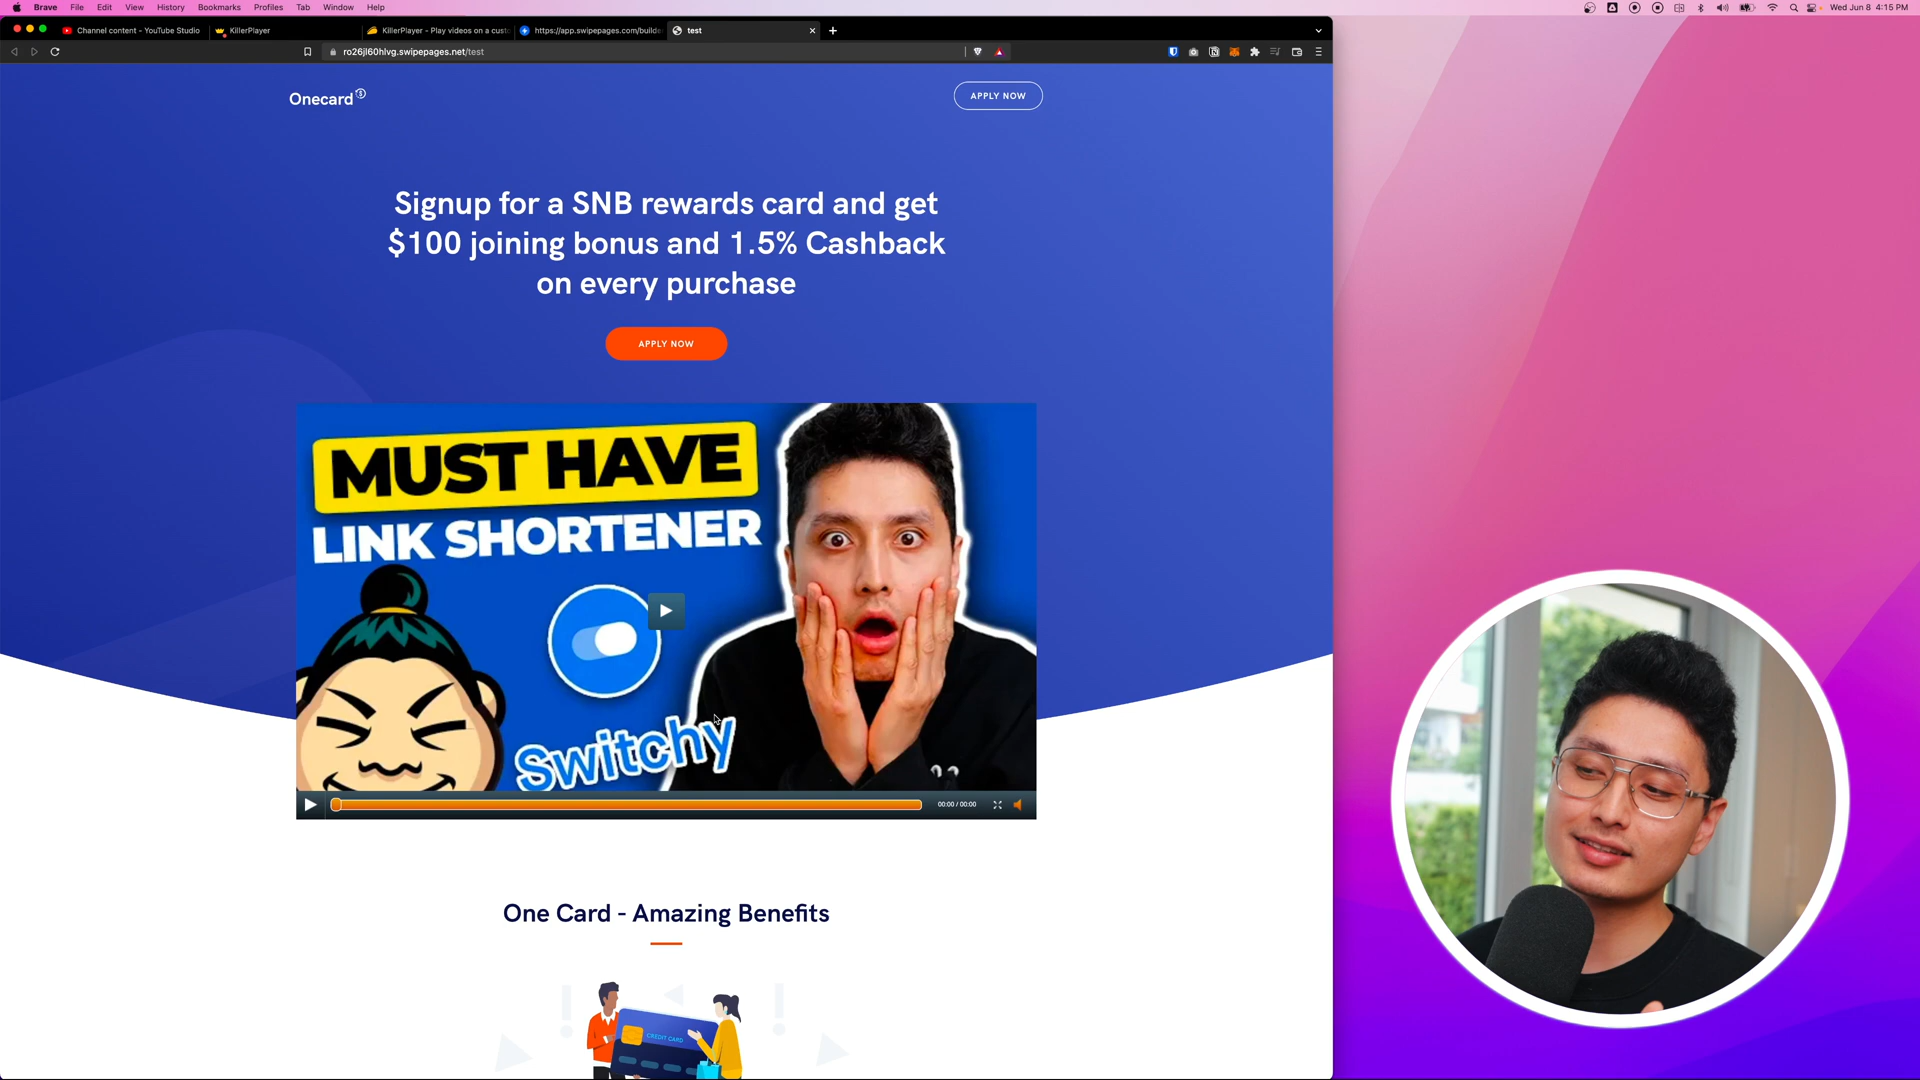 Brave File Edit View History Bookmarks Profiles Tab Window Help
Wed Jun 8 4:15 PM
Channel content - YouTube Studio
KillerPlayer
KillerPlayer - Play videos on a custo
https://app.swipepages.com/builde
test
ro26jl60hlvg.swipepages.net/test
Onecard
APPLY NOW
Signup for a SNB rewards card and get
$100 joining bonus and 1.5% Cashback
on every purchase
APPLY NOW
MUST HAVE
LINK SHORTENER
Switchy
00:00 / 00:00
One Card - Amazing Benefits
CREDIT CARD